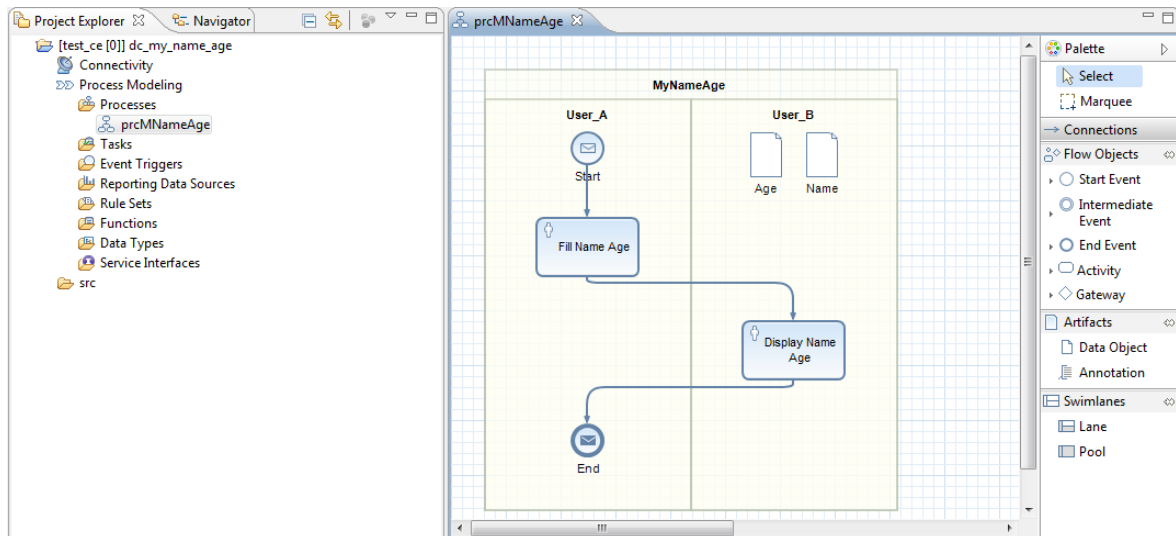 Project Explorer
Navigator
[test_ce [0]] dc_my_name_age
Connectivity
Process Modeling
Processes
prcMNameAge
Tasks
Event Triggers
Reporting Data Sources
Rule Sets
Functions
Data Types
Service Interfaces
src
prcMNameAge
MyNameAge
User_A
User_B
Start
Age
Name
Fill Name Age
Display Name
Age
End
Palette
Select
Marquee
Connections
Flow Objects
Start Event
Intermediate
Event
End Event
Activity
Gateway
Artifacts
Data Object
Annotation
Swimlanes
Lane
Pool